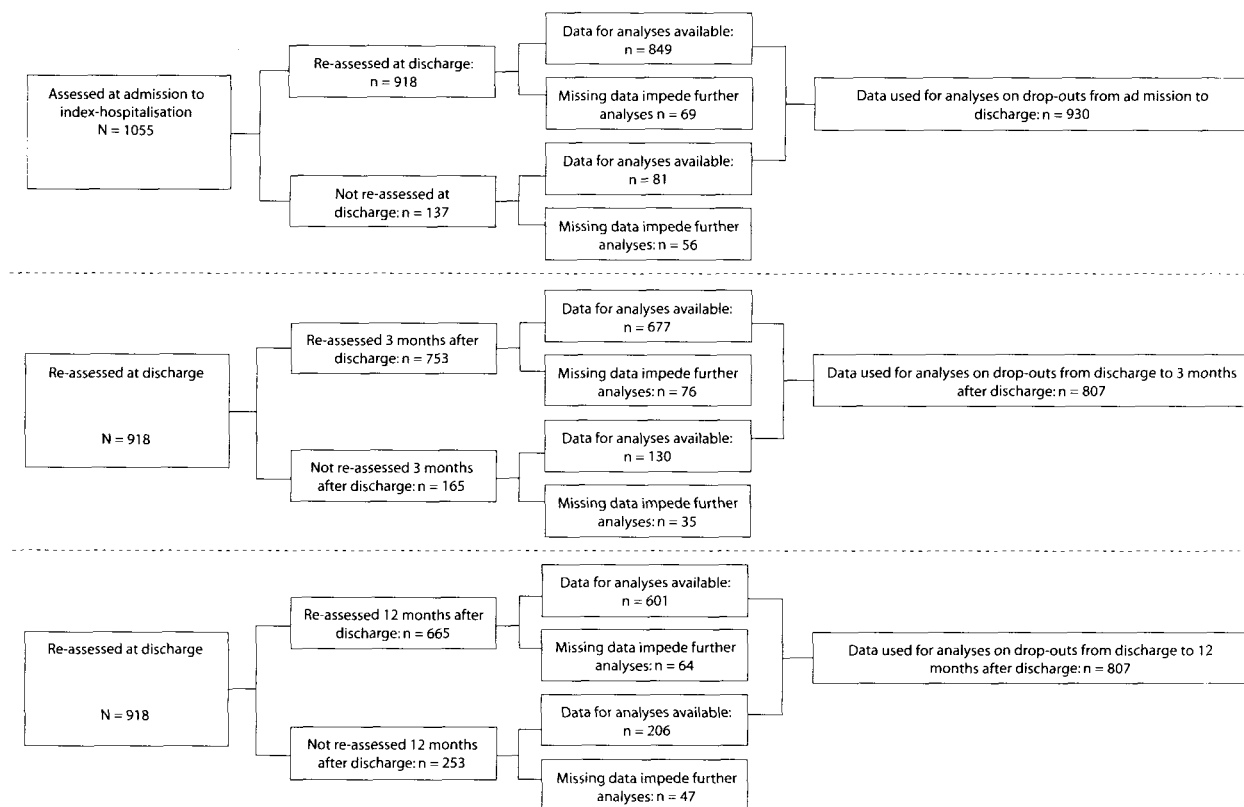 Assessed at admission to
index-hospitalisation
N = 1055
Re-assessed at discharge:
n = 918
Not re-assessed at
discharge: n = 137
Data for analyses available:
n = 849
Missing data impede further
analyses n = 69
Data for analyses available:
n = 81
Missing data impede further
analyses: n = 56
Data used for analyses on drop-outs from ad mission to
discharge: n = 930
Re-assessed at discharge
N = 918
Re-assessed 3 months after
discharge: n = 753
Not re-assessed 3 months
after discharge: n = 165
Data for analyses available:
n = 677
Missing data impede further
analyses: n = 76
Data for analyses available:
n = 130
Missing data impede further
analyses: n = 35
Data used for analyses on drop-outs from discharge to 3 months
after discharge: n = 807
Re-assessed at discharge
N = 918
Re-assessed 12 months after
discharge: n = 665
Not re-assessed 12 months
after discharge: n = 253
Data for analyses available:
n = 601
Missing data impede further
analyses: n = 64
Data for analyses available:
n = 206
Missing data impede further
analyses: n = 47
Data used for analyses on drop-outs from discharge to 12
months after discharge: n = 807